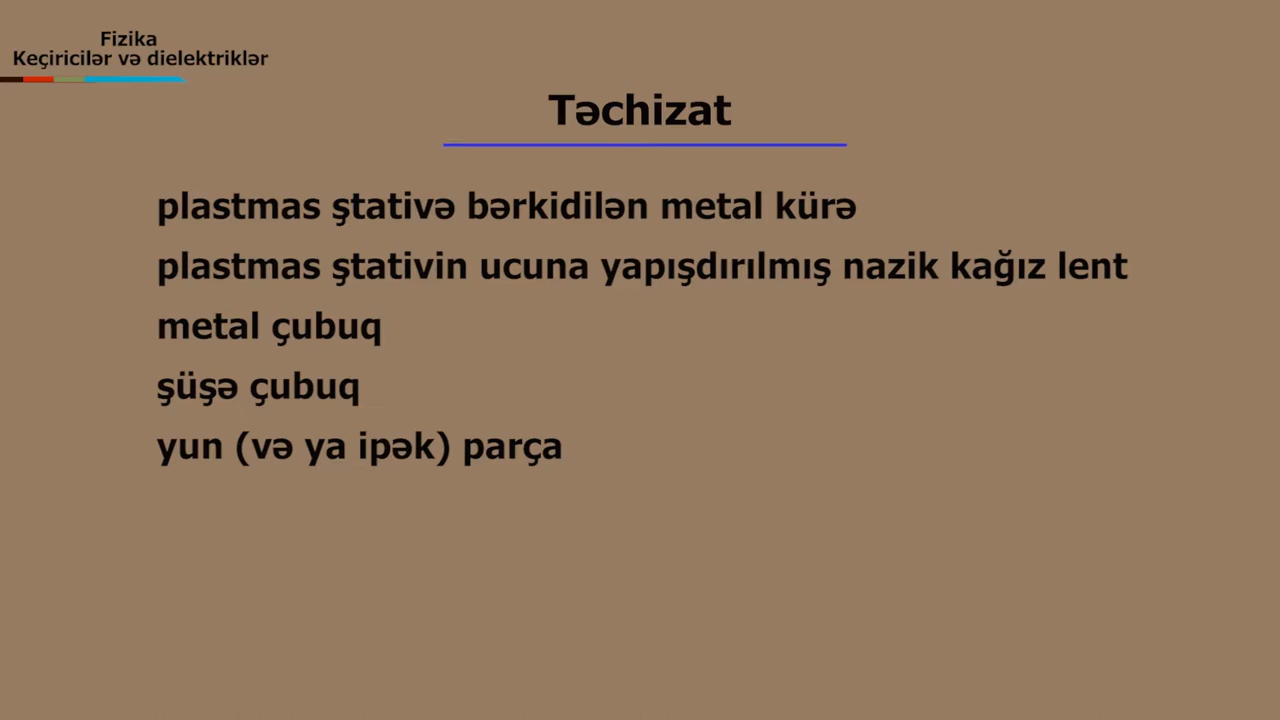 Fizika
Keçiricilər və dielektriklər
Təchizat
plastmas ştativə bərkidilən metal kürə
plastmas ştativin ucuna yapışdırılmış nazik kağız lent
metal çubuq
şüşə çubuq
yun (və ya ipək) parça